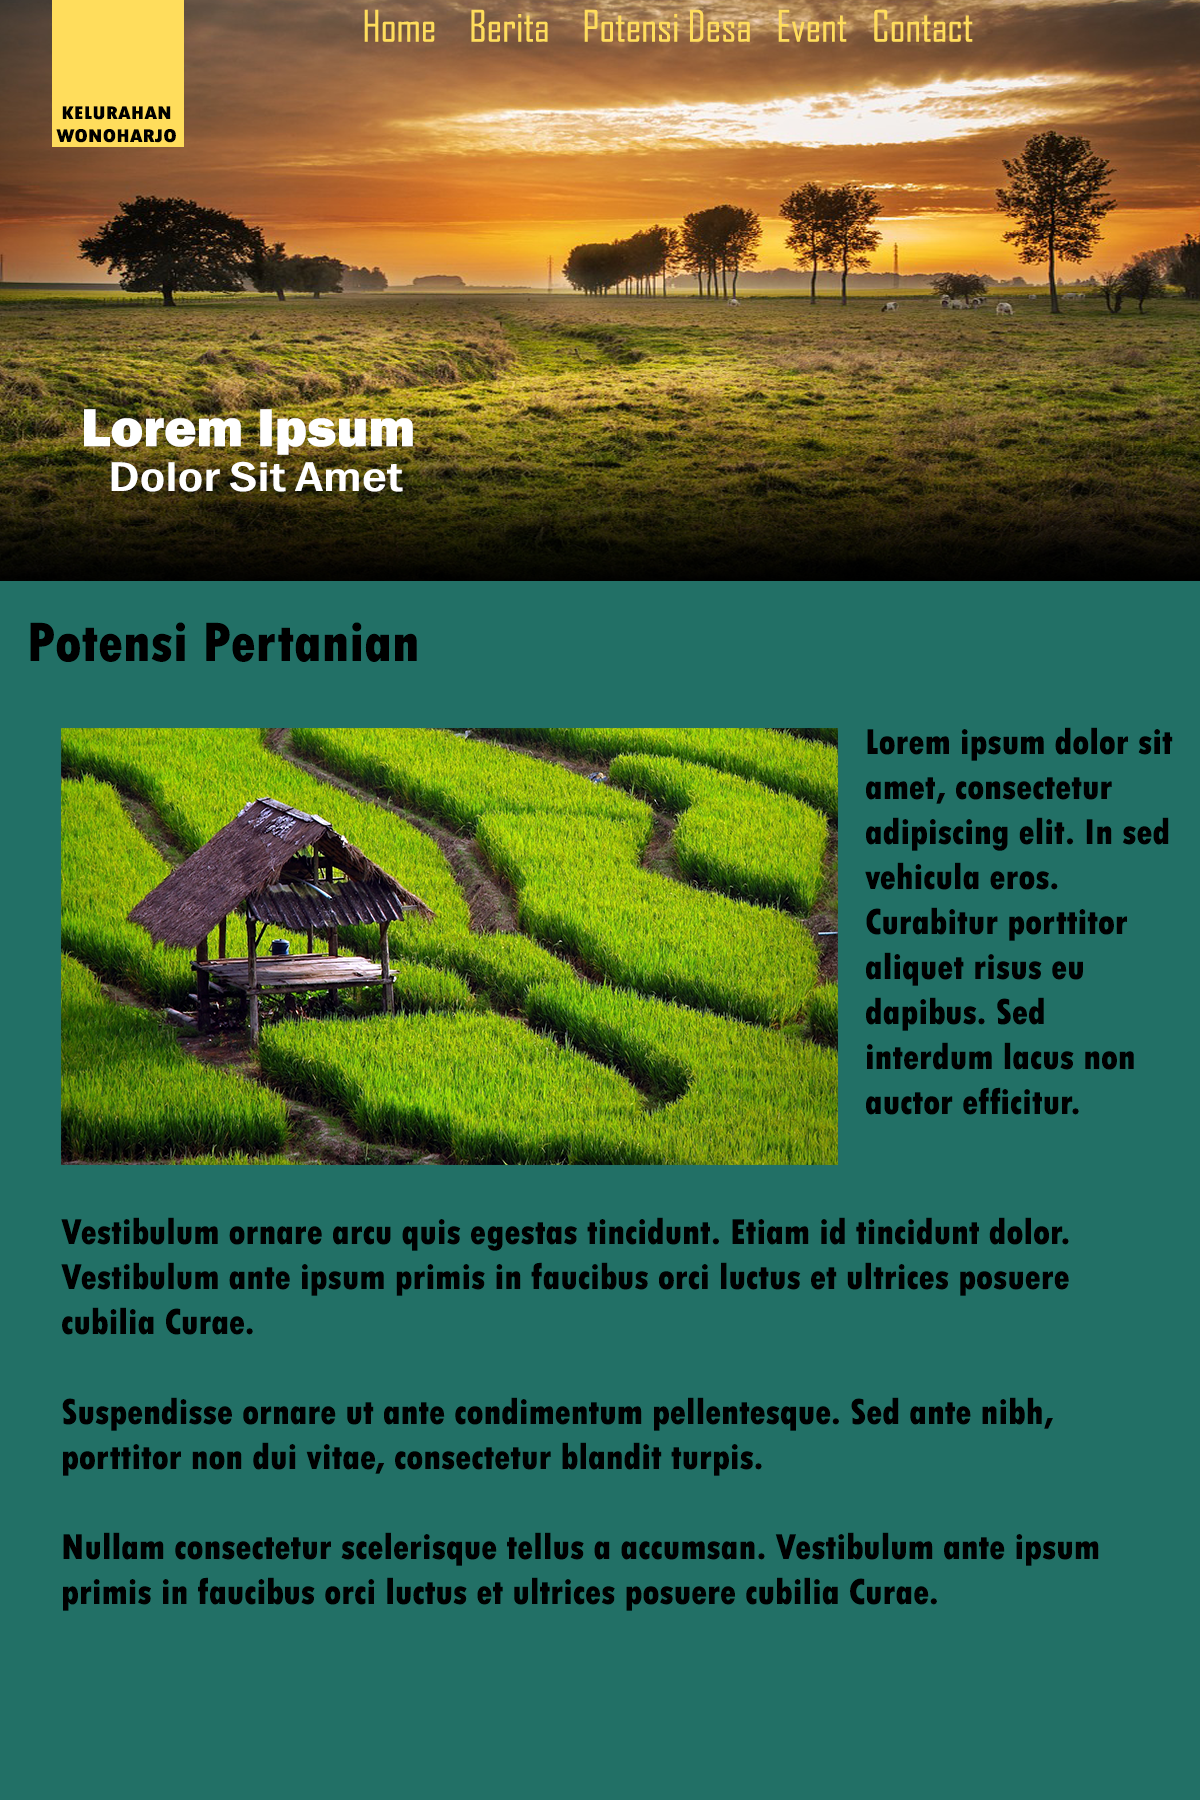 Home Berita Potensi Desa Event Contact
KELURAHAN
WONOHARJO
Lorem Ipsum
Dolor Sit Amet
Potensi Pertanian
Lorem ipsum dolor sit
amet, consectetur
adipiscing elit. In sed
vehicula eros.
Curabitur porttitor
aliquet risus eu
dapibus. Sed
interdum lacus non
auctor efficitur.
Vestibulum ornare arcu quis egestas tincidunt. Etiam id tincidunt dolor.
Vestibulum ante ipsum primis in faucibus orci luctus et ultrices posuere
cubilia Curae.
Suspendisse ornare ut ante condimentum pellentesque. Sed ante nibh,
porttitor non dui vitae, consectetur blandit turpis.
Nullam consectetur scelerisque tellus a accumsan. Vestibulum ante ipsum
primis in faucibus orci luctus et ultrices posuere cubilia Curae.